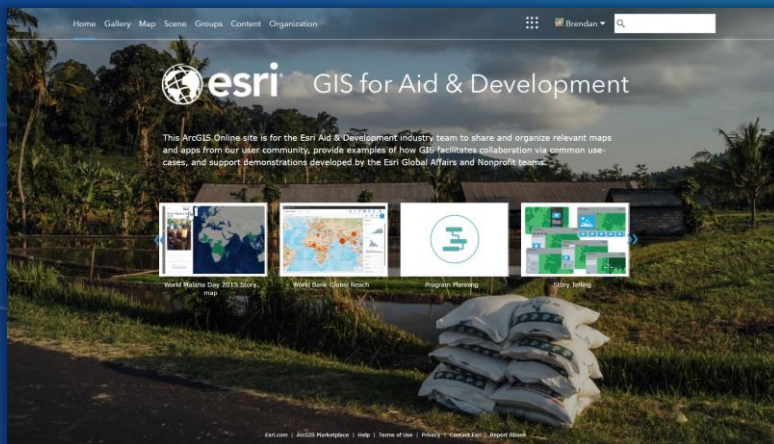 Home Gallery Map Scene Groups Content Organization Brendan
esri GIS for Aid & Development
This ArcGIS Online site is for the Esri Aid & Development industry team to share and organize relevant maps
and apps from our user community, provide examples of how GIS facilitates collaboration via common use-
cases, and support demonstrations developed by the Esri Global Affairs and Nonprofit teams.
World Malaria Day 2015 Story
map
World Bank Global Reach
Program Planning
Story Telling
Esri.com | ArcGIS Marketplace | Help | Terms of Use | Privacy | Contact Esri | Report Abuse